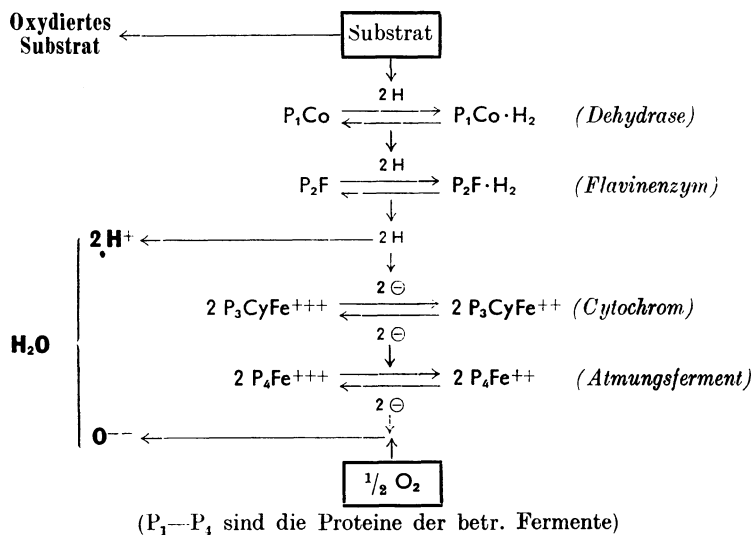 Oxydiertes
Substrat
Substrat
2 H
P₁Co P₁Co·H₂ (Dehydrase)
2 H
P₂F P₂F·H₂ (Flavinenzym)
2 H⁺ 2 H
2 ⊖
2 P₃CyFe⁺⁺⁺ 2 P₃CyFe⁺⁺ (Cytochrom)
H₂O 2 ⊖
2 P₄Fe⁺⁺⁺ 2 P₄Fe⁺⁺ (Atmungsferment)
2 ⊖
O⁻⁻
½ O₂
(P₁—P₄ sind die Proteine der betr. Fermente)